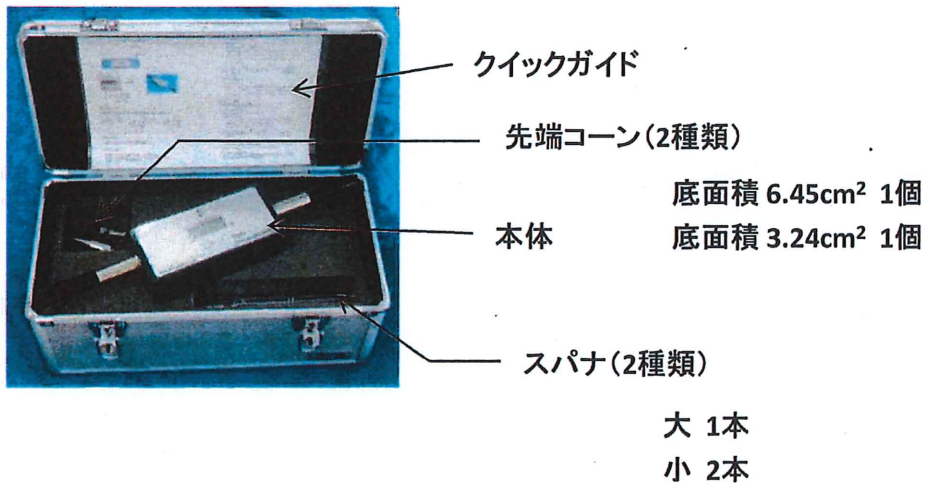 クイックガイド
先端コーン(2種類)
底面積 6.45cm² 1個
本体
底面積 3.24cm² 1個
スパナ(2種類)
大 1本
小 2本